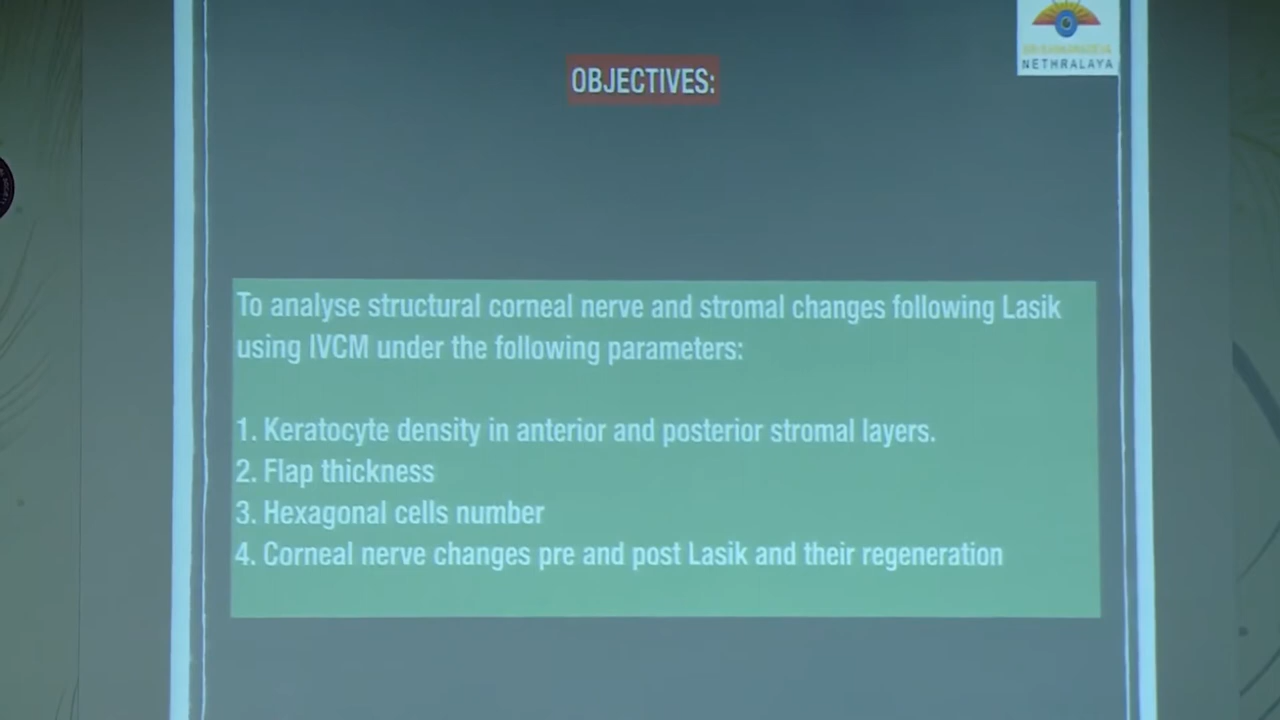 NETHRALAYA
OBJECTIVES:
To analyse structural corneal nerve and stromal changes following Lasik
using IVCM under the following parameters:
1. Keratocyte density in anterior and posterior stromal layers.
2. Flap thickness
3. Hexagonal cells number
4. Corneal nerve changes pre and post Lasik and their regeneration